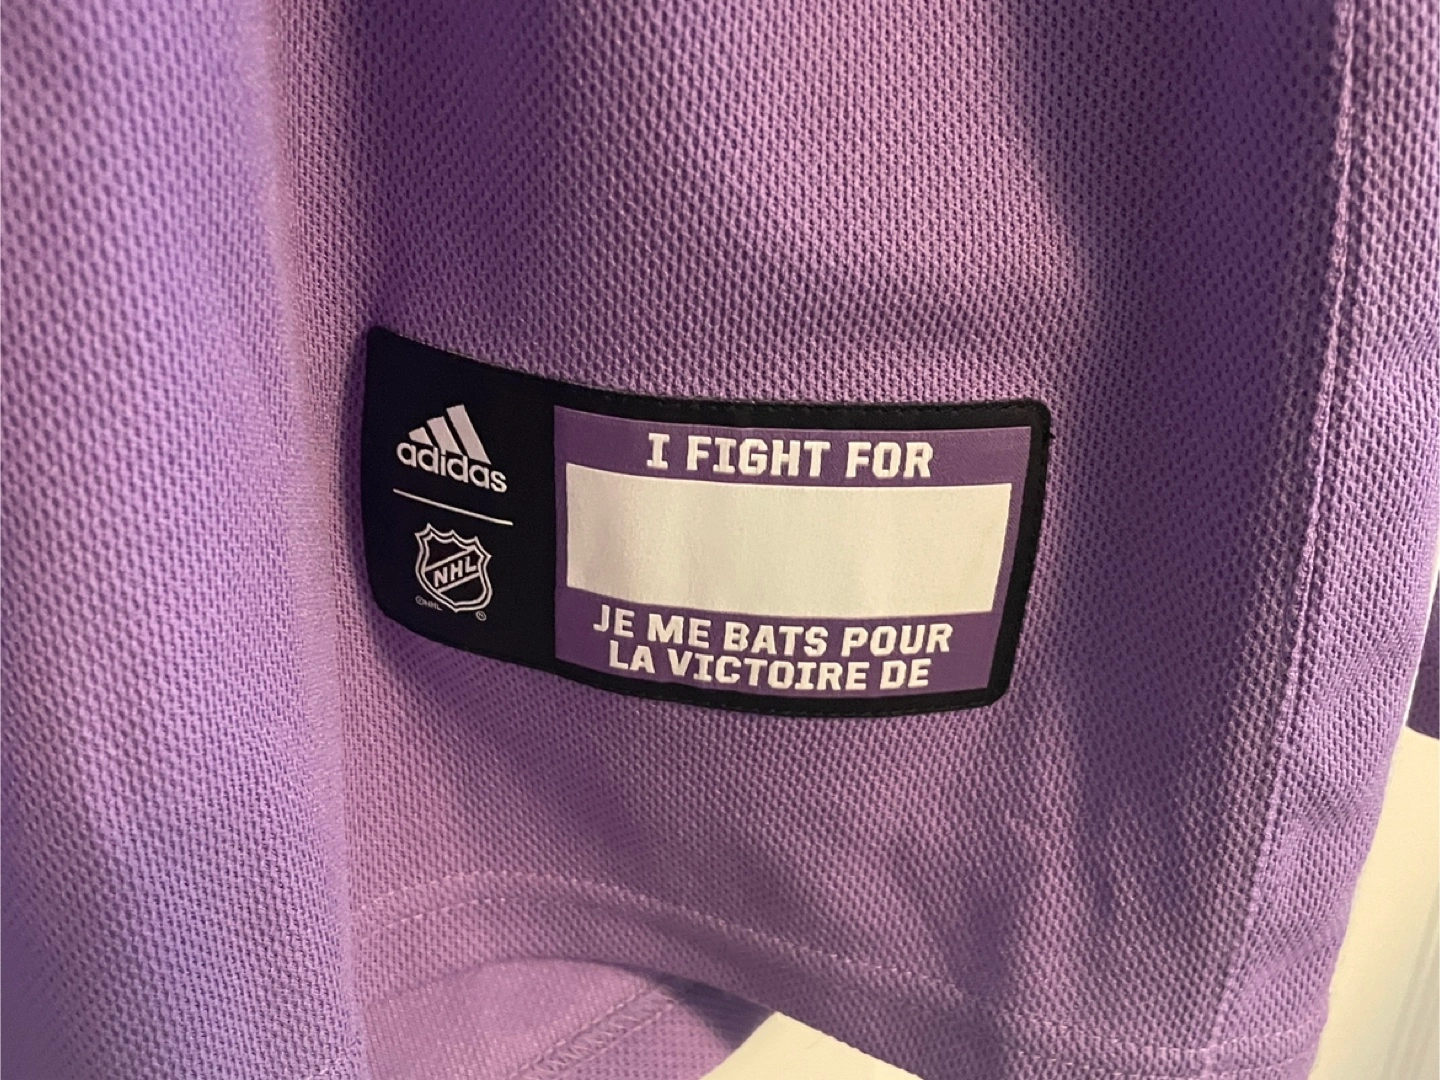 adidas
NHL
I FIGHT FOR
JE ME BATS POUR
LA VICTOIRE DE